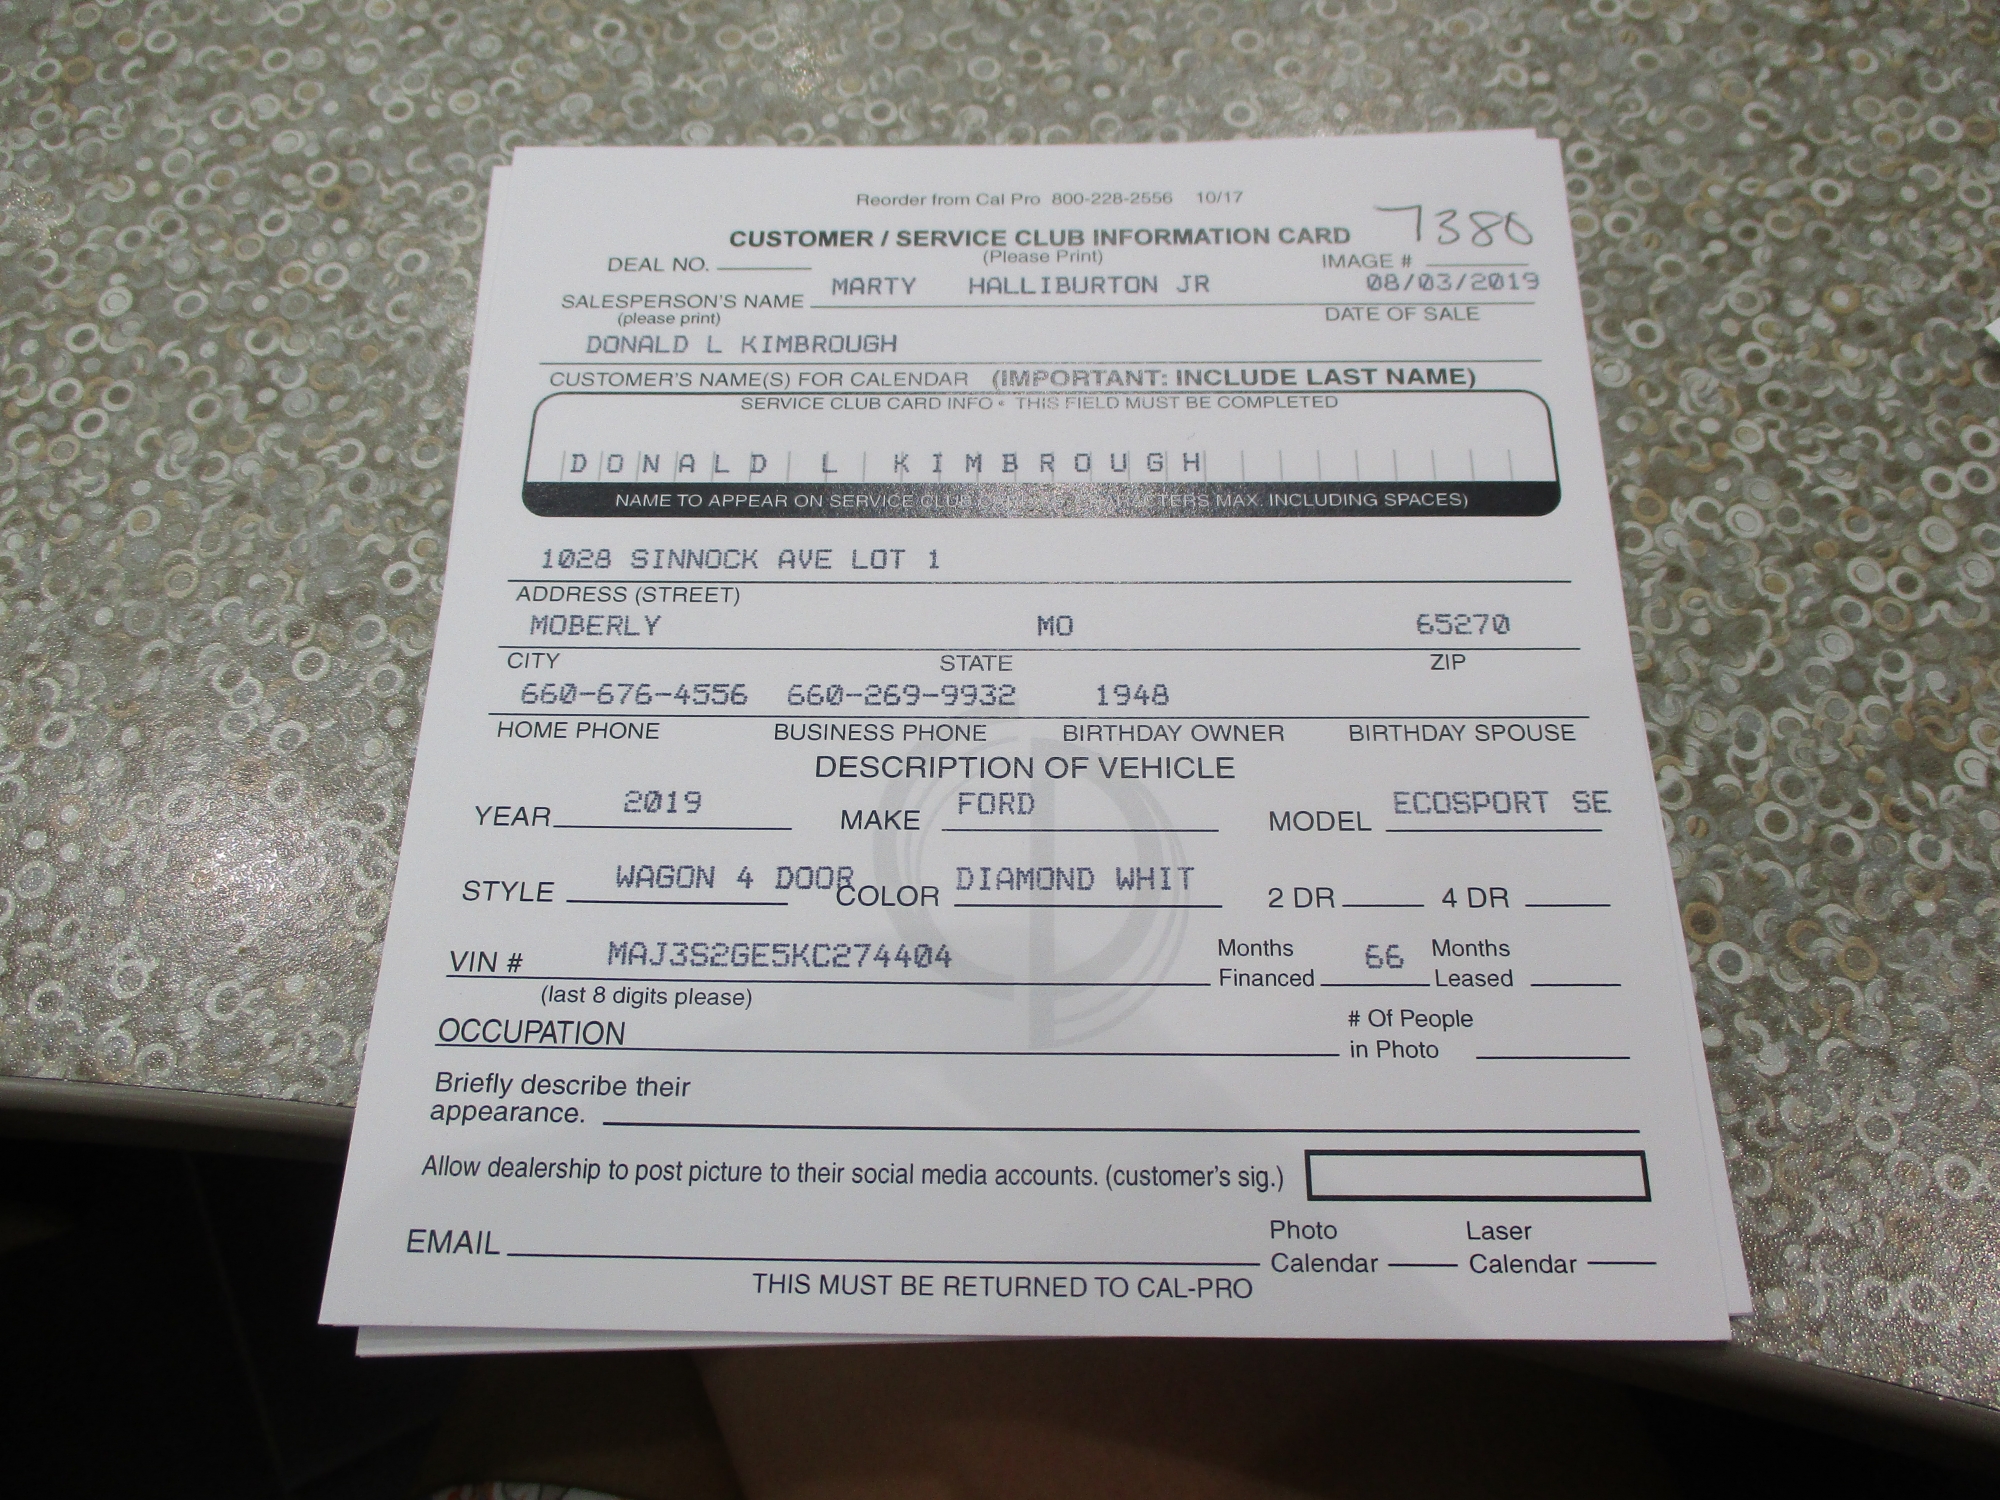 Reorder from Cal Pro 800-228-2556 10/17
7380
CUSTOMER / SERVICE CLUB INFORMATION CARD
(Please Print)
DEAL NO. IMAGE #
MARTY HALLIBURTON JR 08/03/2019
SALESPERSON'S NAME DATE OF SALE
(please print)
DONALD L KIMBROUGH
CUSTOMER'S NAME(S) FOR CALENDAR (IMPORTANT: INCLUDE LAST NAME)
SERVICE CLUB CARD INFO • THIS FIELD MUST BE COMPLETED
DONALD L KIMBROUGH
NAME TO APPEAR ON SERVICE CLUB MAX. INCLUDING SPACES)
1028 SINNOCK AVE LOT 1
ADDRESS (STREET)
MOBERLY MO 65270
CITY STATE ZIP
660-676-4556 660-269-9932 1948
HOME PHONE BUSINESS PHONE BIRTHDAY OWNER BIRTHDAY SPOUSE
DESCRIPTION OF VEHICLE
YEAR 2019 MAKE FORD MODEL ECOSPORT SE
STYLE WAGON 4 DOOR COLOR DIAMOND WHIT 2 DR 4 DR
VIN # MAJ3S2GE5KC274404 Months Financed 66 Months Leased
(last 8 digits please)
OCCUPATION # Of People in Photo
Briefly describe their
appearance.
Allow dealership to post picture to their social media accounts. (customer's sig.)
EMAIL Photo Calendar Laser Calendar
THIS MUST BE RETURNED TO CAL-PRO